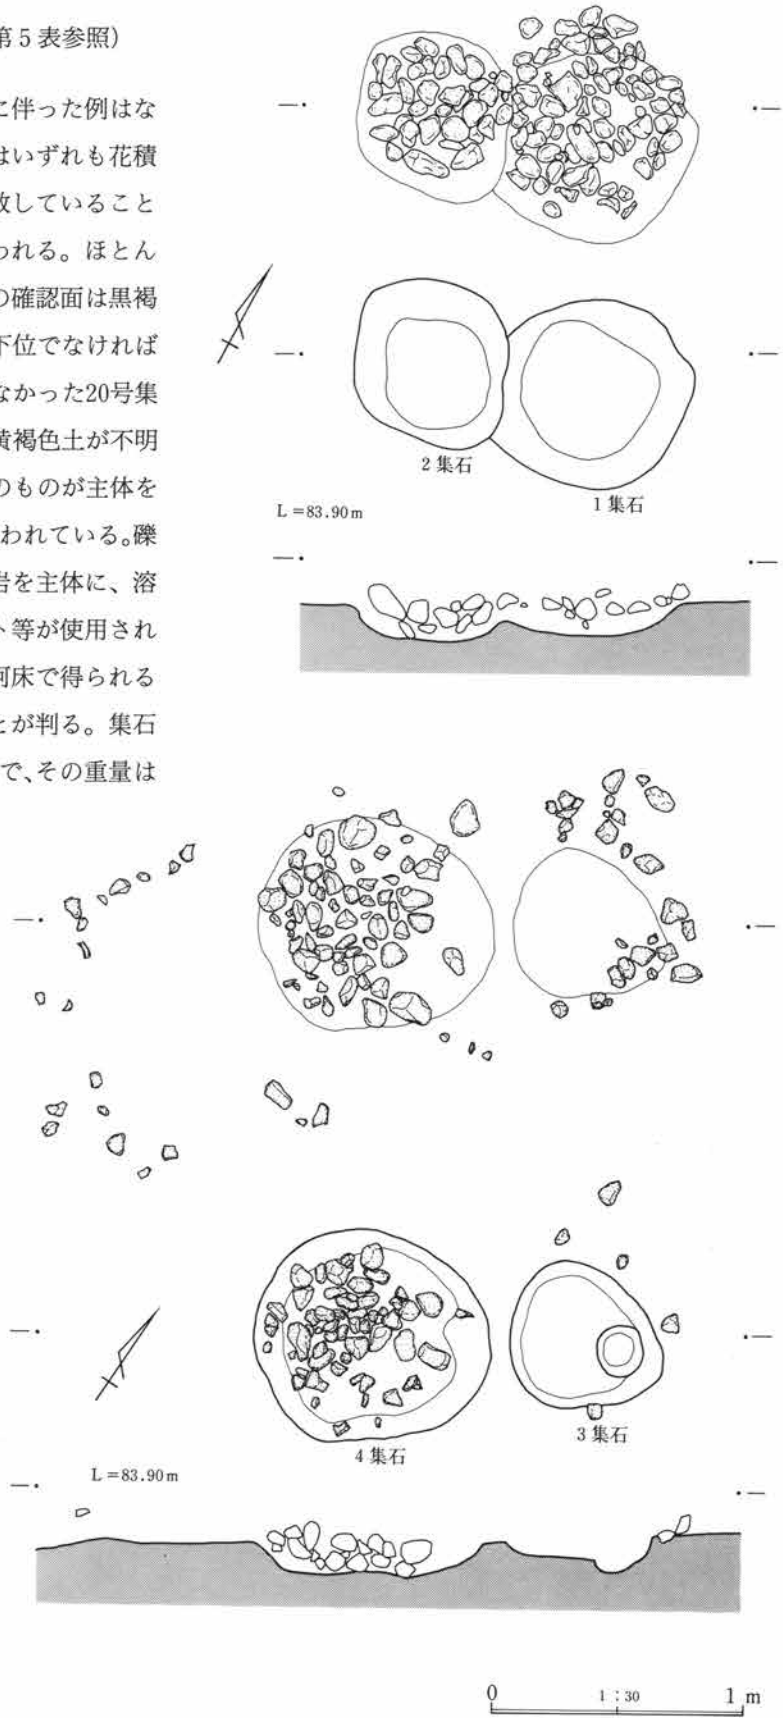 第5表参照）
に伴った例はな
はいずれも花積
散していること
われる。ほとん
の確認面は黒褐
下位でなければ
なかった20号集
黄褐色土が不明
のものが主体を
われている。礫
岩を主体に、溶
ト等が使用され
河床で得られる
とが判る。集石
で、その重量は
2集石
1集石
L=83.90m
4集石
3集石
L=83.90m
0 1:30 1m